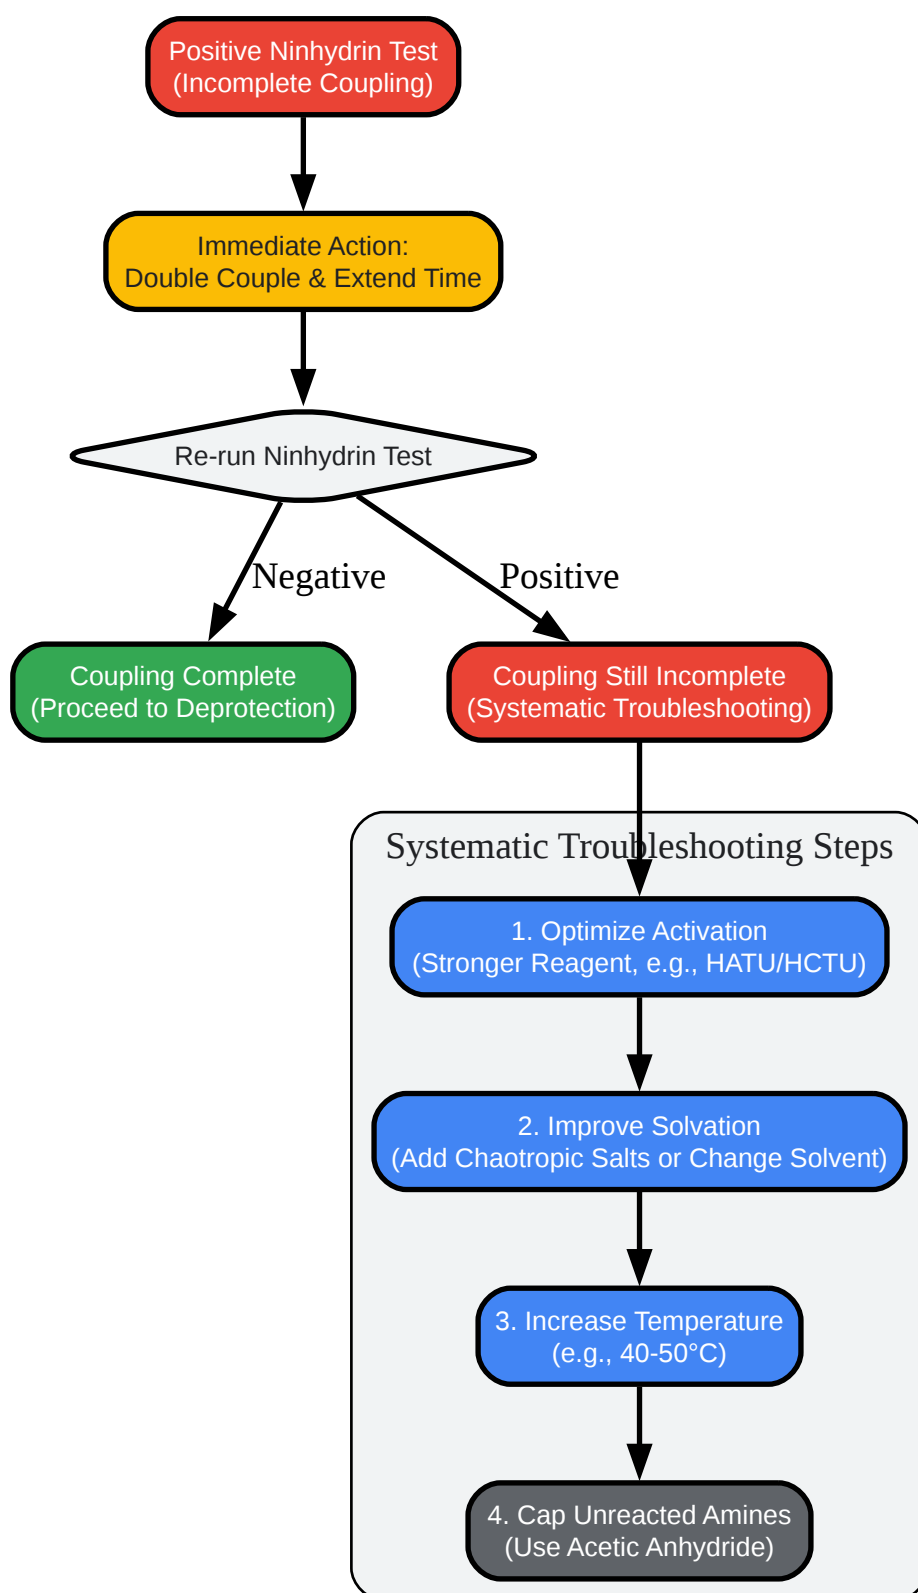 Positive Ninhydrin Test
(Incomplete Coupling)
Immediate Action:
Double Couple & Extend Time
Re-run Ninhydrin Test
Negative
Positive
Coupling Complete
(Proceed to Deprotection)
Coupling Still Incomplete
(Systematic Troubleshooting)
Systematic Troubleshooting Steps
1. Optimize Activation
(Stronger Reagent, e.g., HATU/HCTU)
2. Improve Solvation
(Add Chaotropic Salts or Change Solvent)
3. Increase Temperature
(e.g., 40-50°C)
4. Cap Unreacted Amines
(Use Acetic Anhydride)